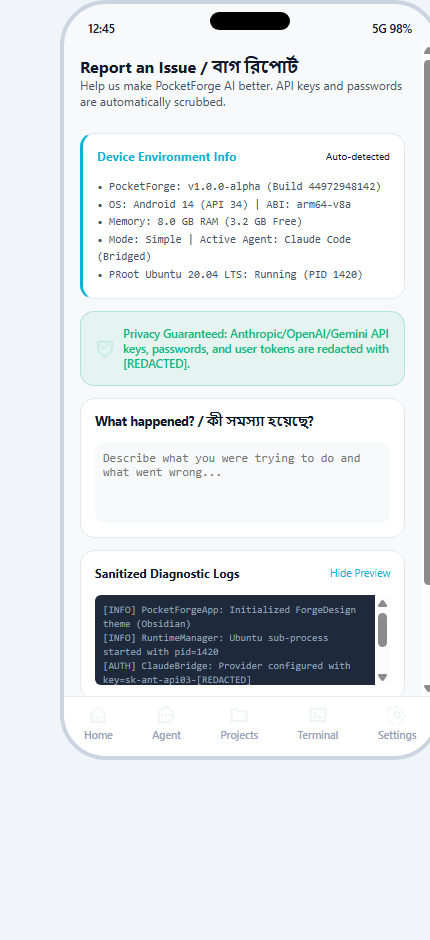 12:45
5G 98%
Report an Issue / বাগ রিপোর্ট
Help us make PocketForge AI better. API keys and passwords
are automatically scrubbed.
Device Environment Info
Auto-detected
• PocketForge: v1.0.0-alpha (Build 44972948142)
• OS: Android 14 (API 34) | ABI: arm64-v8a
• Memory: 8.0 GB RAM (3.2 GB Free)
• Mode: Simple | Active Agent: Claude Code
(Bridged)
• PRoot Ubuntu 20.04 LTS: Running (PID 1420)
Privacy Guaranteed: Anthropic/OpenAI/Gemini API
keys, passwords, and user tokens are redacted with
[REDACTED].
What happened? / কী সমস্যা হয়েছে?
Describe what you were trying to do and
what went wrong...
Sanitized Diagnostic Logs
Hide Preview
[INFO] PocketForgeApp: Initialized ForgeDesign
theme (Obsidian)
[INFO] RuntimeManager: Ubuntu sub-process
started with pid=1420
[AUTH] ClaudeBridge: Provider configured with
key=sk-ant-api03-[REDACTED]
Home
Agent
Projects
Terminal
Settings